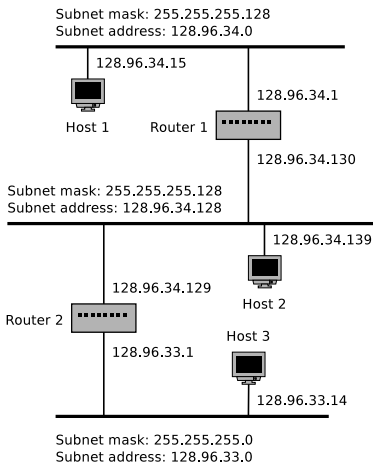 Subnet mask: 255.255.255.128
Subnet address: 128.96.34.0
128.96.34.15
128.96.34.1
Host 1
Router 1
128.96.34.130
Subnet mask: 255.255.255.128
Subnet address: 128.96.34.128
128.96.34.139
128.96.34.129
Host 2
Router 2
Host 3
128.96.33.1
128.96.33.14
Subnet mask: 255.255.255.0
Subnet address: 128.96.33.0